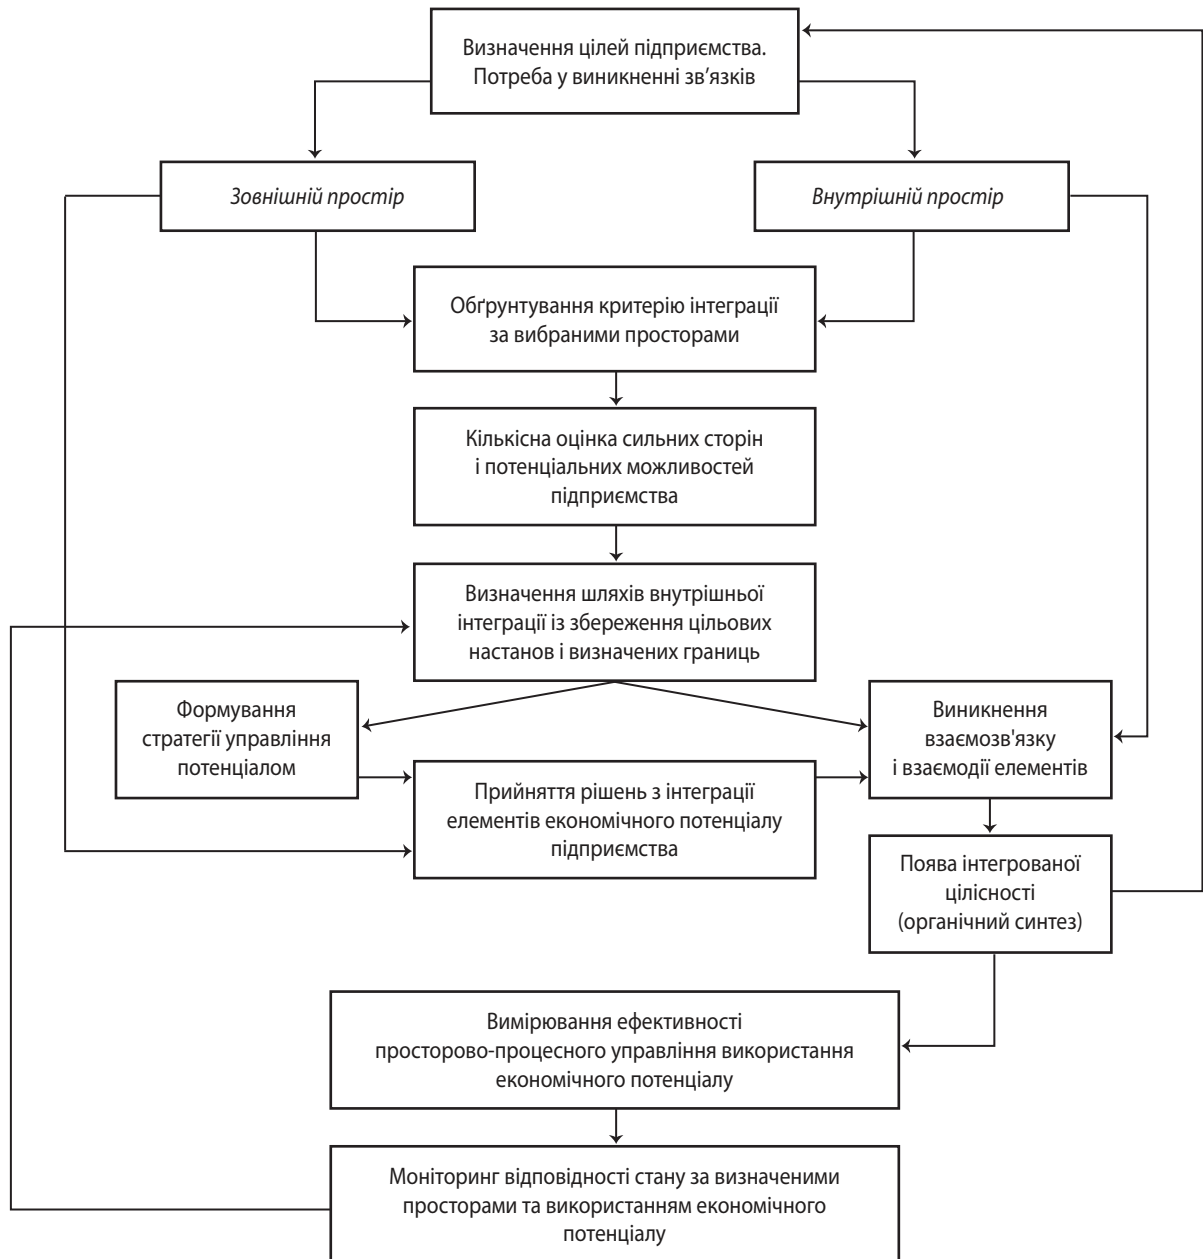 Визначення цілей підприємства.
Потреба у виникненні зв’язків
Зовнішній простір
Внутрішній простір
Обґрунтування критерію інтеграції
за вибраними просторами
Кількісна оцінка сильних сторін
і потенціальних можливостей
підприємства
Визначення шляхів внутрішньої
інтеграції із збереження цільових
настанов і визначених границь
Формування
стратегії управління
потенціалом
Виникнення
взаємозв'язку
і взаємодії елементів
Прийняття рішень з інтеграції
елементів економічного потенціалу
підприємства
Поява інтегрованої
цілісності
(органічний синтез)
Вимірювання ефективності
просторово-процесного управління використання
економічного потенціалу
Моніторинг відповідності стану за визначеними
просторами та використанням економічного
потенціалу